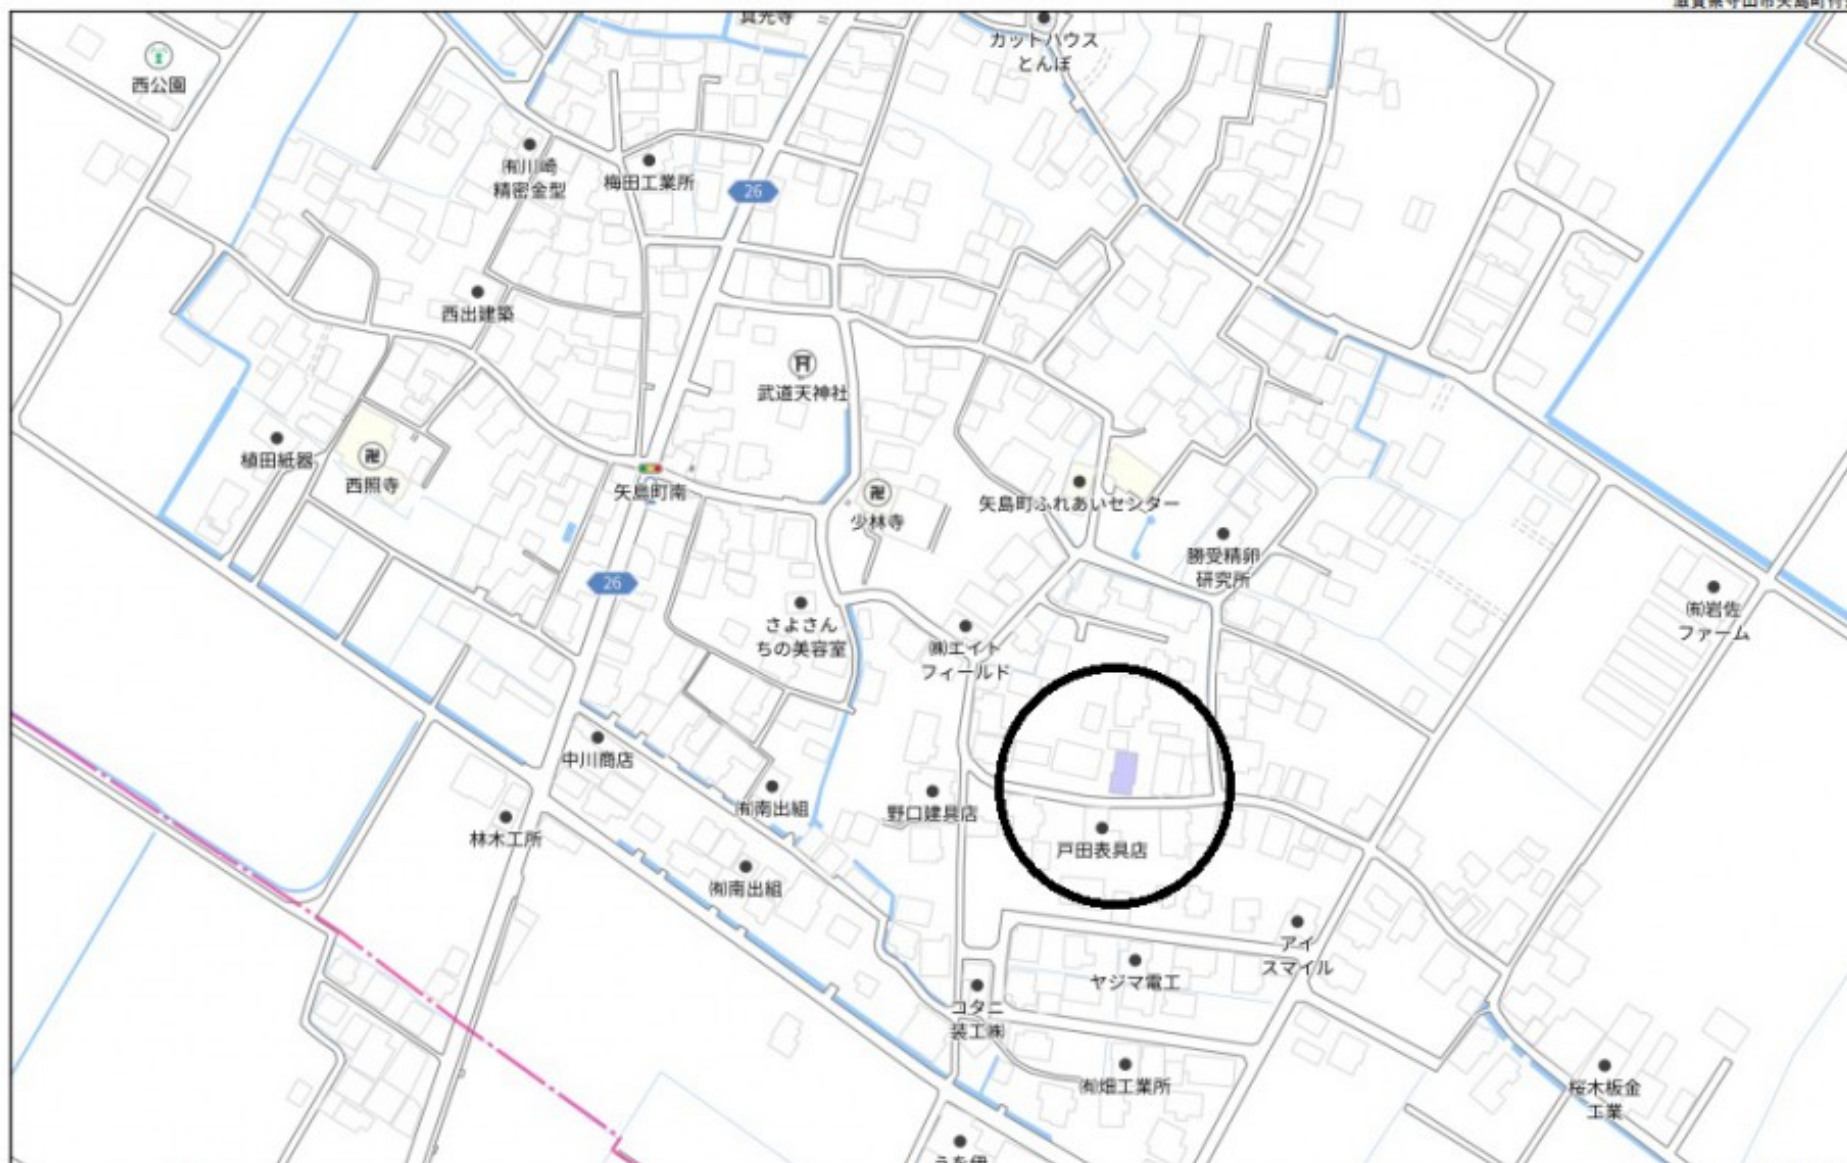 真光寺
カットハウス
とんぼ
西公園
㈲川崎
精密金型
梅田工業所
26
西出建築
武道天神社
植田紙器
西照寺
矢島町南
少林寺
矢島町ふれあいセンター
勝受精卵
研究所
26
さよさん
ちの美容室
㈱エイト
フィールド
㈲岩佐
ファーム
中川商店
㈲南出組
野口建具店
林木工所
戸田表具店
㈲南出組
アイ
スマイル
ヤジマ電工
コタニ
装工㈱
㈲畑工業所
桜木板金
工業